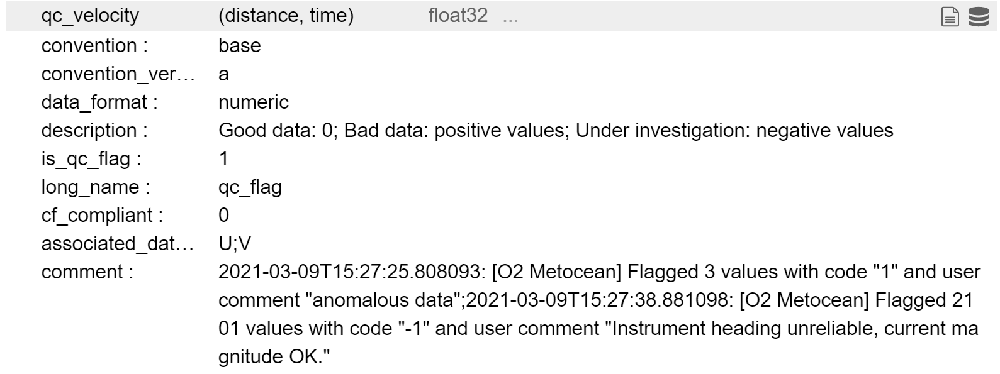 qc_velocity (distance, time) float32 ...
convention : base
convention_ver… a
data_format : numeric
description : Good data: 0; Bad data: positive values; Under investigation: negative values
is_qc_flag : 1
long_name : qc_flag
cf_compliant : 0
associated_dat… U;V
comment : 2021-03-09T15:27:25.808093: [O2 Metocean] Flagged 3 values with code "1" and user
comment "anomalous data";2021-03-09T15:27:38.881098: [O2 Metocean] Flagged 21
01 values with code "-1" and user comment "Instrument heading unreliable, current ma
gnitude OK."